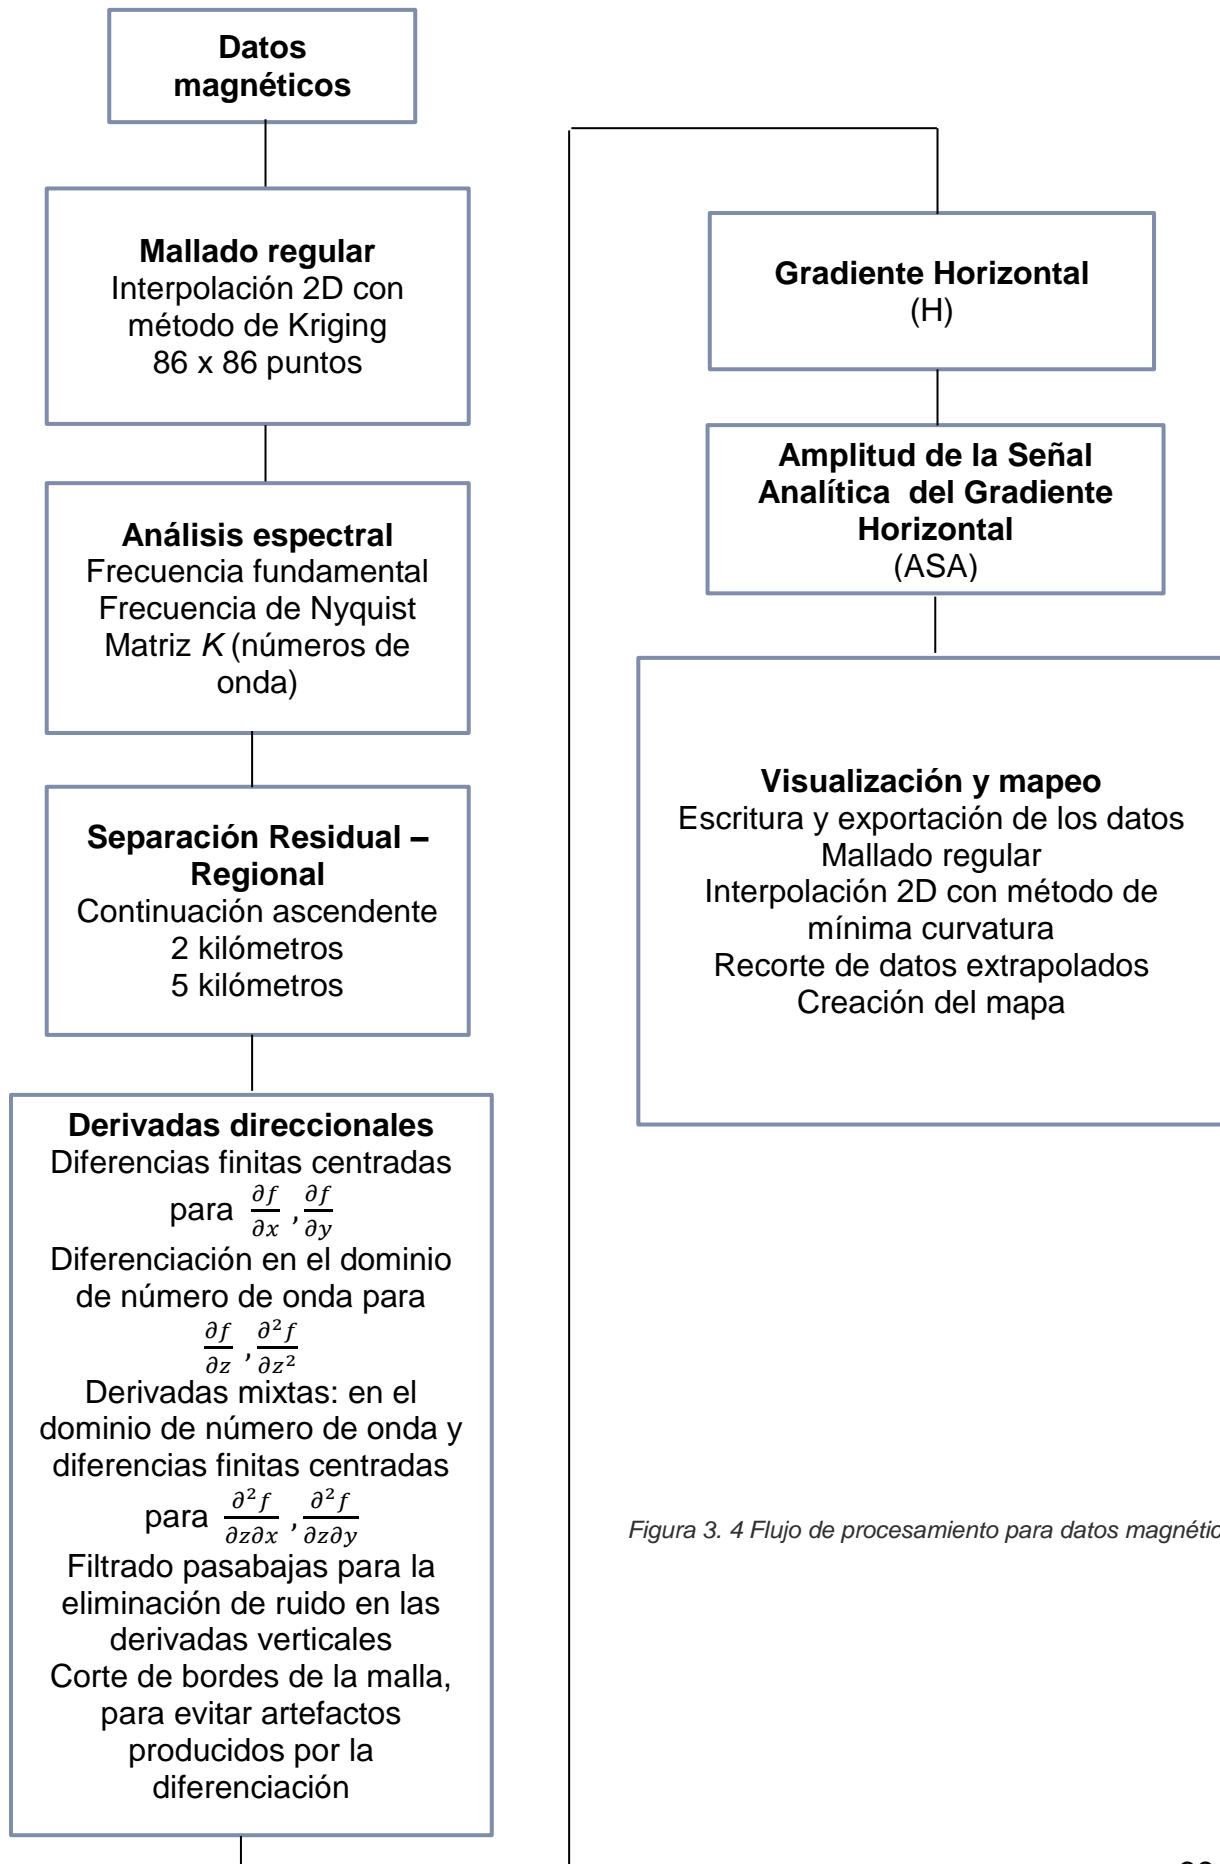 Datos
magnéticos
Mallado regular
Interpolación 2D con
método de Kriging
86 x 86 puntos
Análisis espectral
Frecuencia fundamental
Frecuencia de Nyquist
Matriz K (números de
onda)
Separación Residual –
Regional
Continuación ascendente
2 kilómetros
5 kilómetros
Derivadas direccionales
Diferencias finitas centradas
para ∂f/∂x , ∂f/∂y
Diferenciación en el dominio
de número de onda para
∂f/∂z , ∂²f/∂z²
Derivadas mixtas: en el
dominio de número de onda y
diferencias finitas centradas
para ∂²f/∂z∂x , ∂²f/∂z∂y
Filtrado pasabajas para la
eliminación de ruido en las
derivadas verticales
Corte de bordes de la malla,
para evitar artefactos
producidos por la
diferenciación
Gradiente Horizontal
(H)
Amplitud de la Señal
Analítica del Gradiente
Horizontal
(ASA)
Visualización y mapeo
Escritura y exportación de los datos
Mallado regular
Interpolación 2D con método de
mínima curvatura
Recorte de datos extrapolados
Creación del mapa
Figura 3. 4 Flujo de procesamiento para datos magnétic